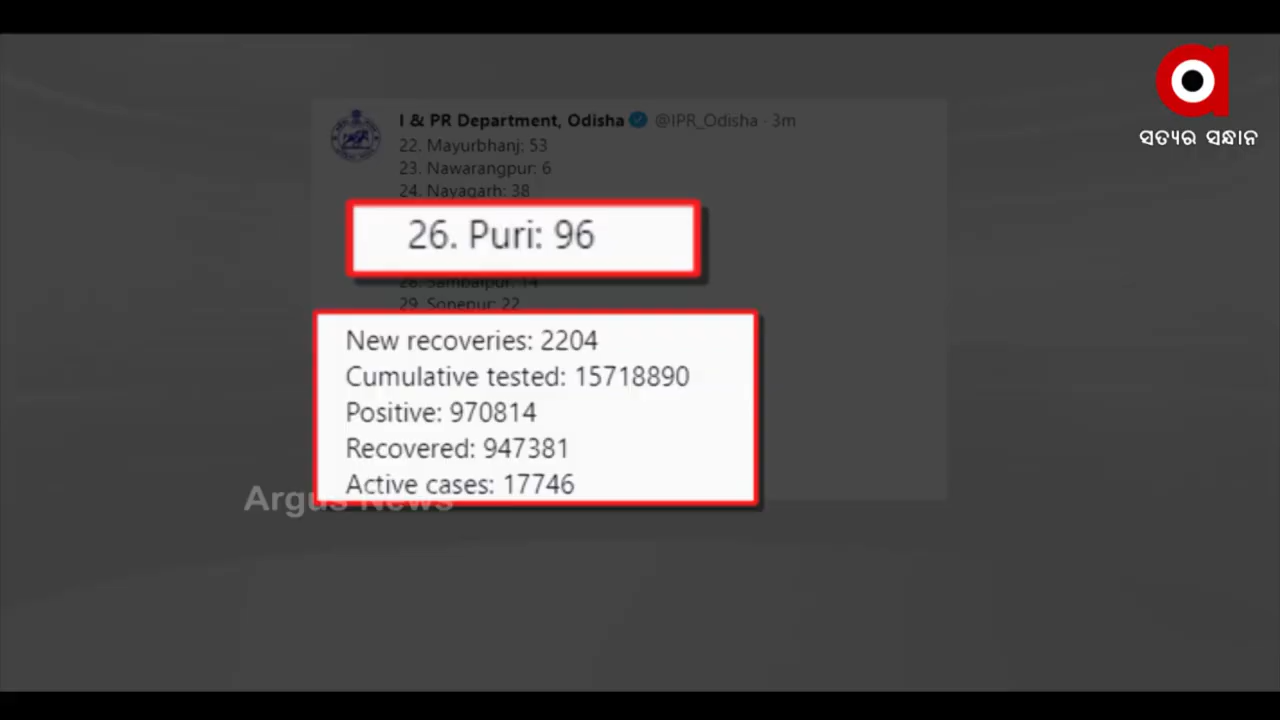 I & PR Department, Odisha @IPR_Odisha · 3m
22. Mayurbhanj: 53
23. Nawarangpur: 6
24. Nayagarh: 38
26. Puri: 96
28. Sambalpur: 14
29. Sonepur: 22
New recoveries: 2204
Cumulative tested: 15718890
Positive: 970814
Recovered: 947381
Active cases: 17746
Argus News
a
ସତ୍ୟର ସନ୍ଧାନ